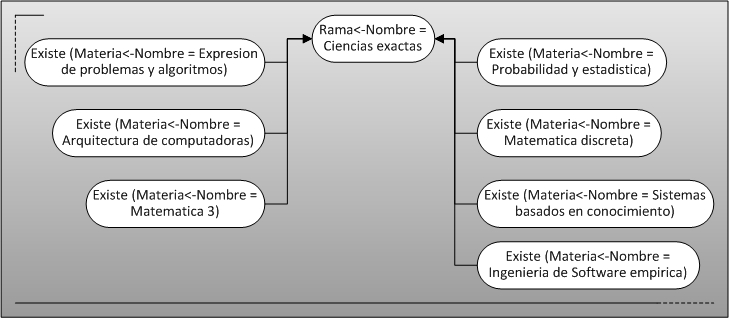 Rama<-Nombre =
Ciencias exactas
Existe (Materia<-Nombre = Expresion
de problemas y algoritmos)
Existe (Materia<-Nombre =
Arquitectura de computadoras)
Existe (Materia<-Nombre =
Matematica 3)
Existe (Materia<-Nombre =
Probabilidad y estadistica)
Existe (Materia<-Nombre =
Matematica discreta)
Existe (Materia<-Nombre = Sistemas
basados en conocimiento)
Existe (Materia<-Nombre =
Ingenieria de Software empirica)